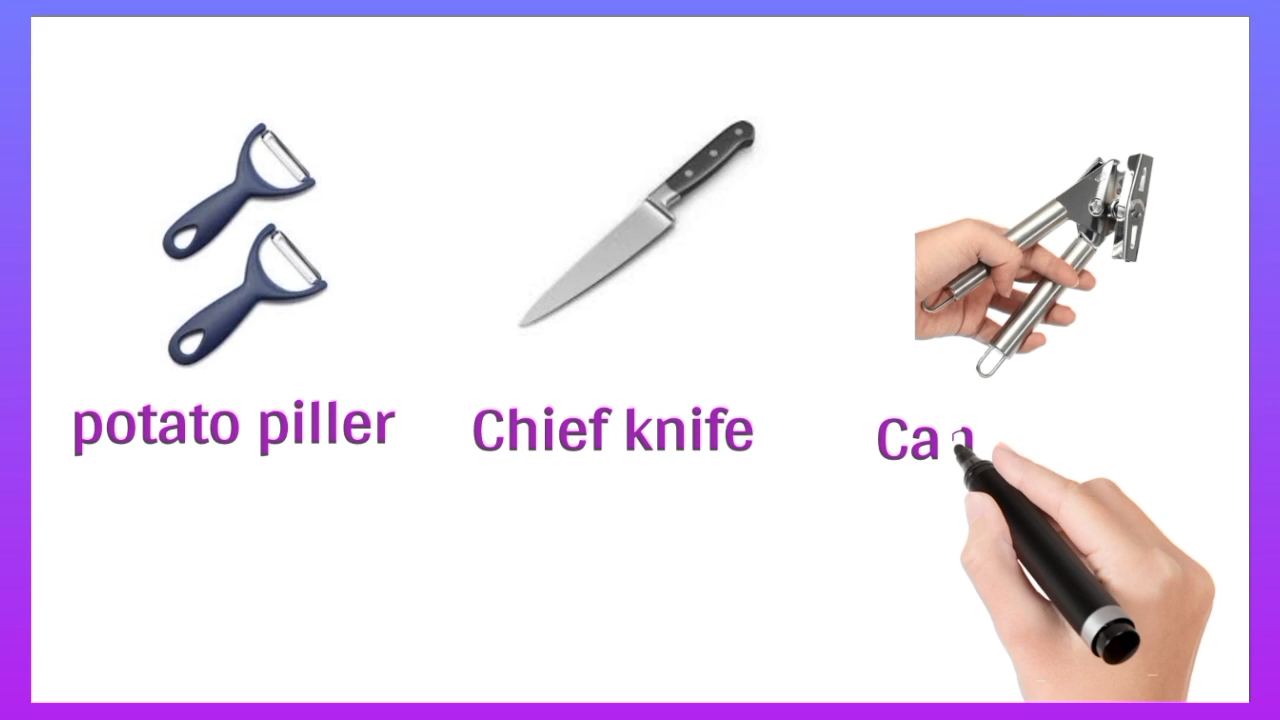 potato piller
Chief knife
Ca